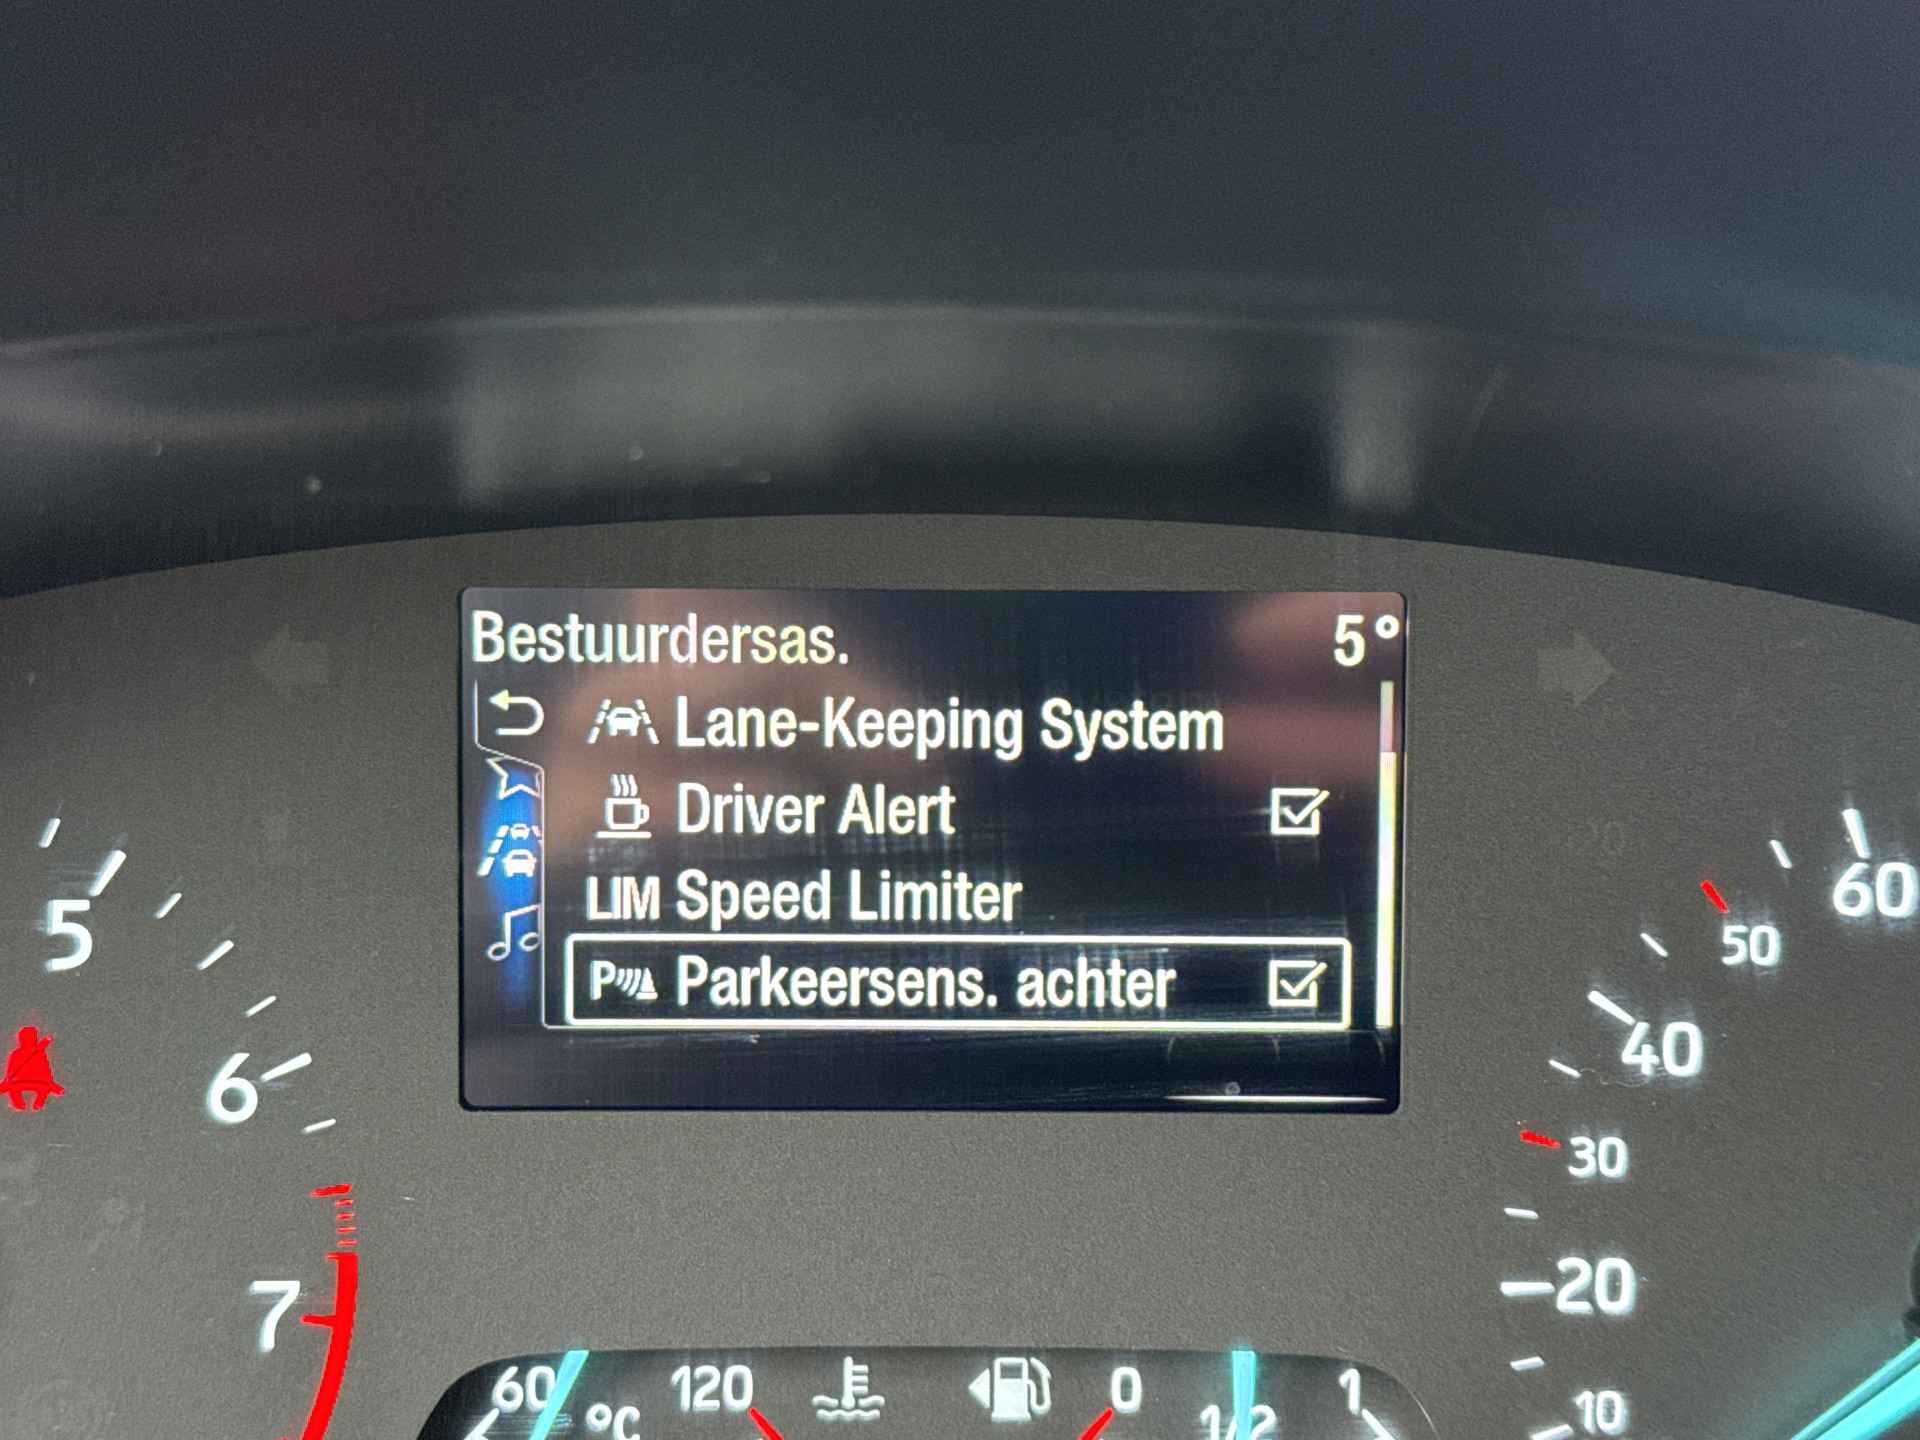 Bestuurdersas. 5°
Lane-Keeping System
Driver Alert
LIM Speed Limiter
P Parkeersens. achter
5
6
7
60
50
40
30
20
10
60 °C 120
0 1/2 1